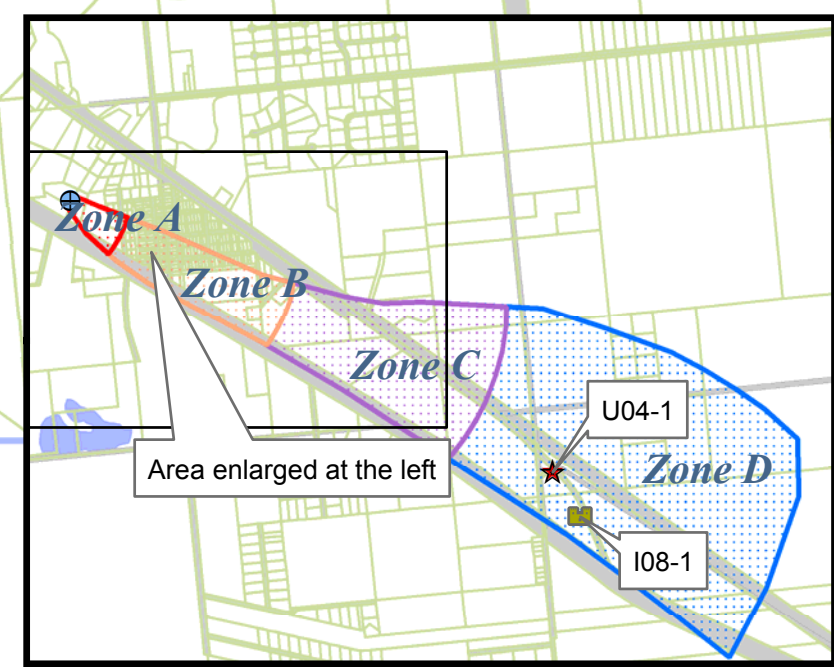 Zone A
Zone B
Zone C
U04-1
Area enlarged at the left
Zone D
I08-1